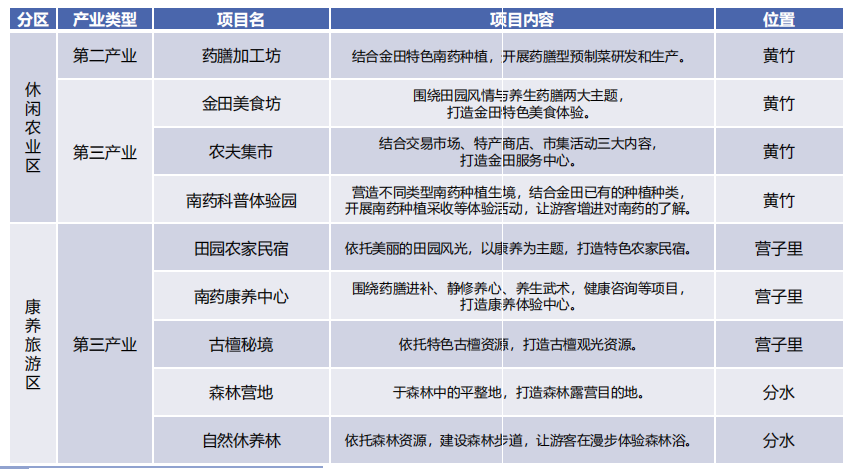 分区 产业类型 项目名 项目内容 位置
休闲农业区
第二产业 药膳加工坊 结合金田特色南药种植，开展药膳型预制菜研发和生产。 黄竹
第三产业
金田美食坊 围绕田园风情与养生药膳两大主题，
打造金田特色美食体验。 黄竹
农夫集市 结合交易市场、特产商店、市集活动三大内容，
打造金田服务中心。 黄竹
南药科普体验园 营造不同类型南药种植生境，结合金田已有的种植种类，
开展南药种植采收等体验活动，让游客增进对南药的了解。 黄竹
康养旅游区
第三产业
田园农家民宿 依托美丽的田园风光，以康养为主题，打造特色农家民宿。 营子里
南药康养中心 围绕药膳进补、静修养心、养生武术，健康咨询等项目，
打造康养体验中心。 营子里
古檀秘境 依托特色古檀资源，打造古檀观光资源。 营子里
森林营地 于森林中的平整地，打造森林露营目的地。 分水
自然休养林 依托森林资源，建设森林步道，让游客在漫步体验森林浴。 分水